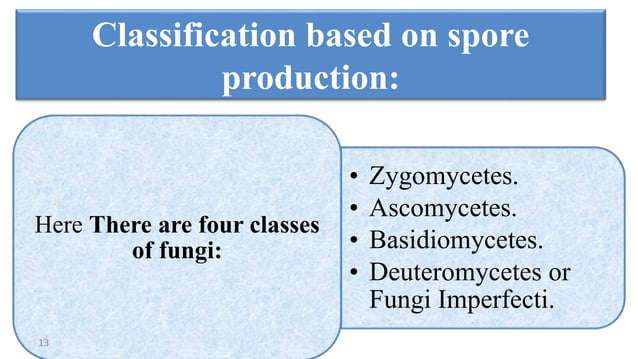 Classification based on spore
production:
Here There are four classes
of fungi:
• Zygomycetes.
• Ascomycetes.
• Basidiomycetes.
• Deuteromycetes or
Fungi Imperfecti.
13